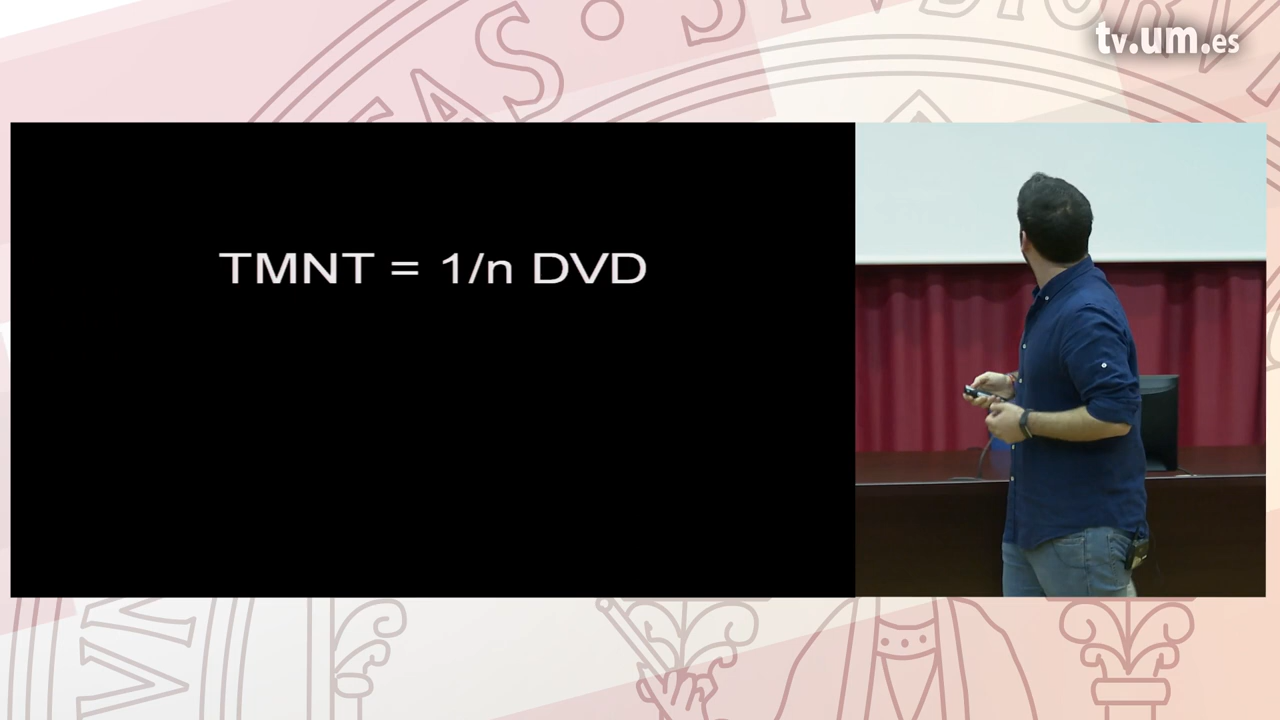 tv.um.es
TMNT = 1/n DVD